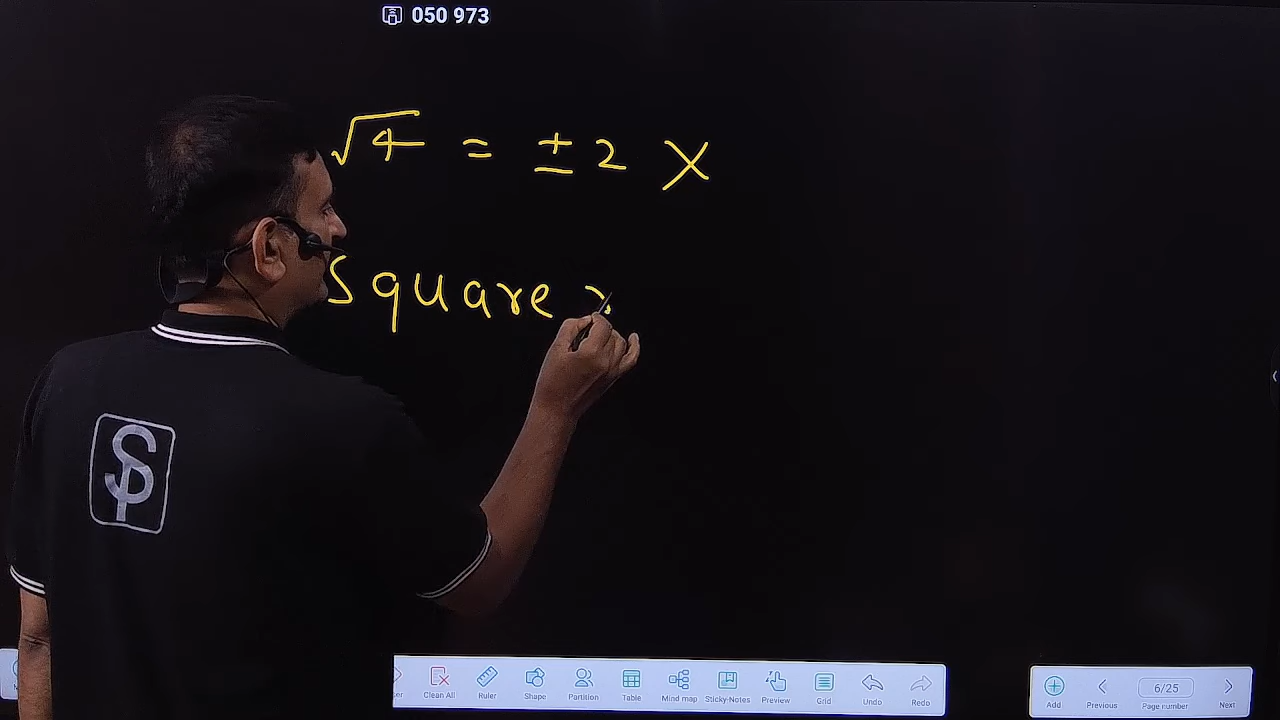 050 973
√4 = ±2 X
Square
SP
Clean All Ruler Shape Partition Table Mind map Sticky Notes Preview Grid Undo Redo
Add Previous 6/25 Page number Next